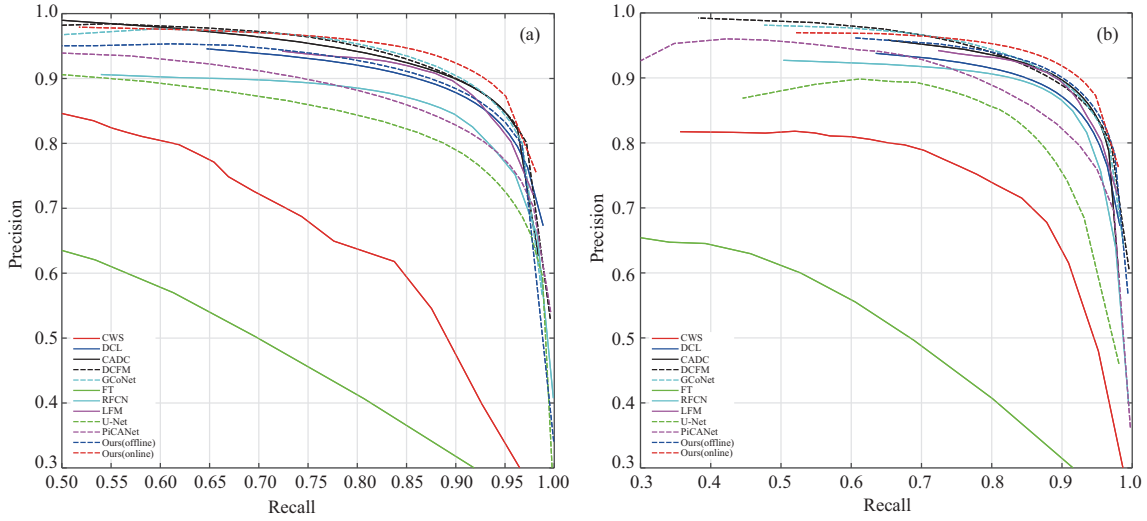 (a)
Precision
1.0
0.9
0.8
0.7
0.6
0.5
0.4
0.3
CWS
DCL
CADC
DCFM
GCoNet
FT
RFCN
LFM
U-Net
PiCANet
Ours(offline)
Ours(online)
0.50 0.55 0.60 0.65 0.70 0.75 0.80 0.85 0.90 0.95 1.00
Recall
(b)
Precision
1.0
0.9
0.8
0.7
0.6
0.5
0.4
0.3
CWS
DCL
CADC
DCFM
GCoNet
FT
RFCN
LFM
U-Net
PiCANet
Ours(offline)
Ours(online)
0.3 0.4 0.5 0.6 0.7 0.8 0.9 1.0
Recall